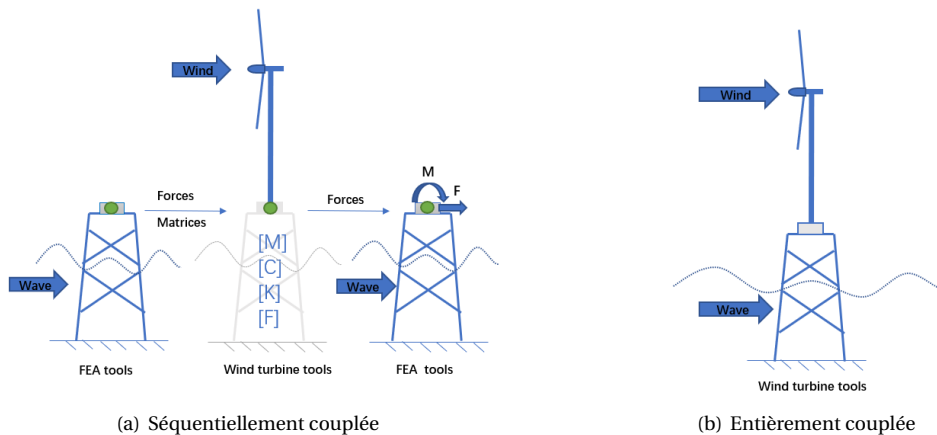 Wind
Wind
M
F
Forces
Matrices
Forces
[M]
[C]
[K]
[F]
Wave
Wave
Wave
FEA tools
Wind turbine tools
FEA tools
Wind turbine tools
(a) Séquentiellement couplée
(b) Entièrement couplée